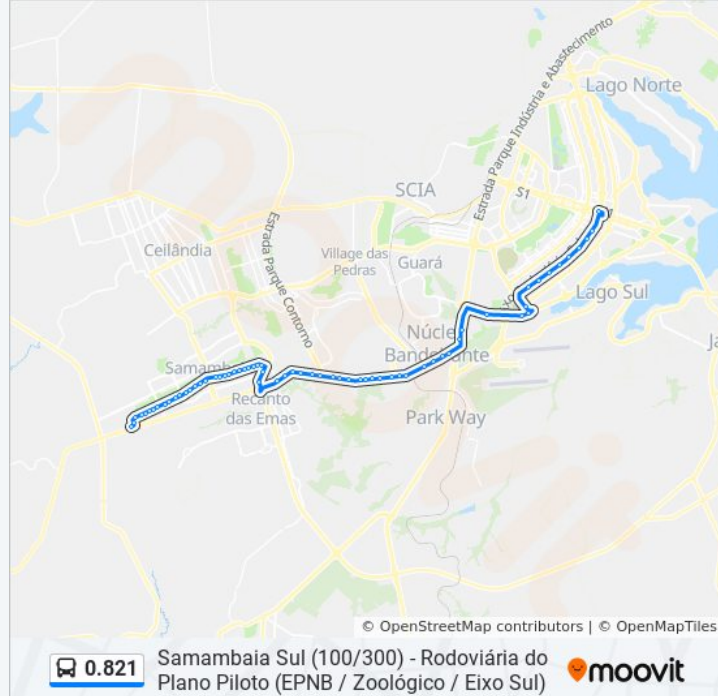 Estrada Parque Indústria e Abastecimento
Lago Norte
SCIA
S1
Ceilândia
Estrada Parque Contorno
Village das
Pedras
Guará
Lago Sul
Núcle
Bandeirante
Samamb
Recanto
das Emas
Park Way
© OpenStreetMap contributors | © OpenMapTiles
0.821
Samambaia Sul (100/300) - Rodoviária do
Plano Piloto (EPNB / Zoológico / Eixo Sul)
moovit